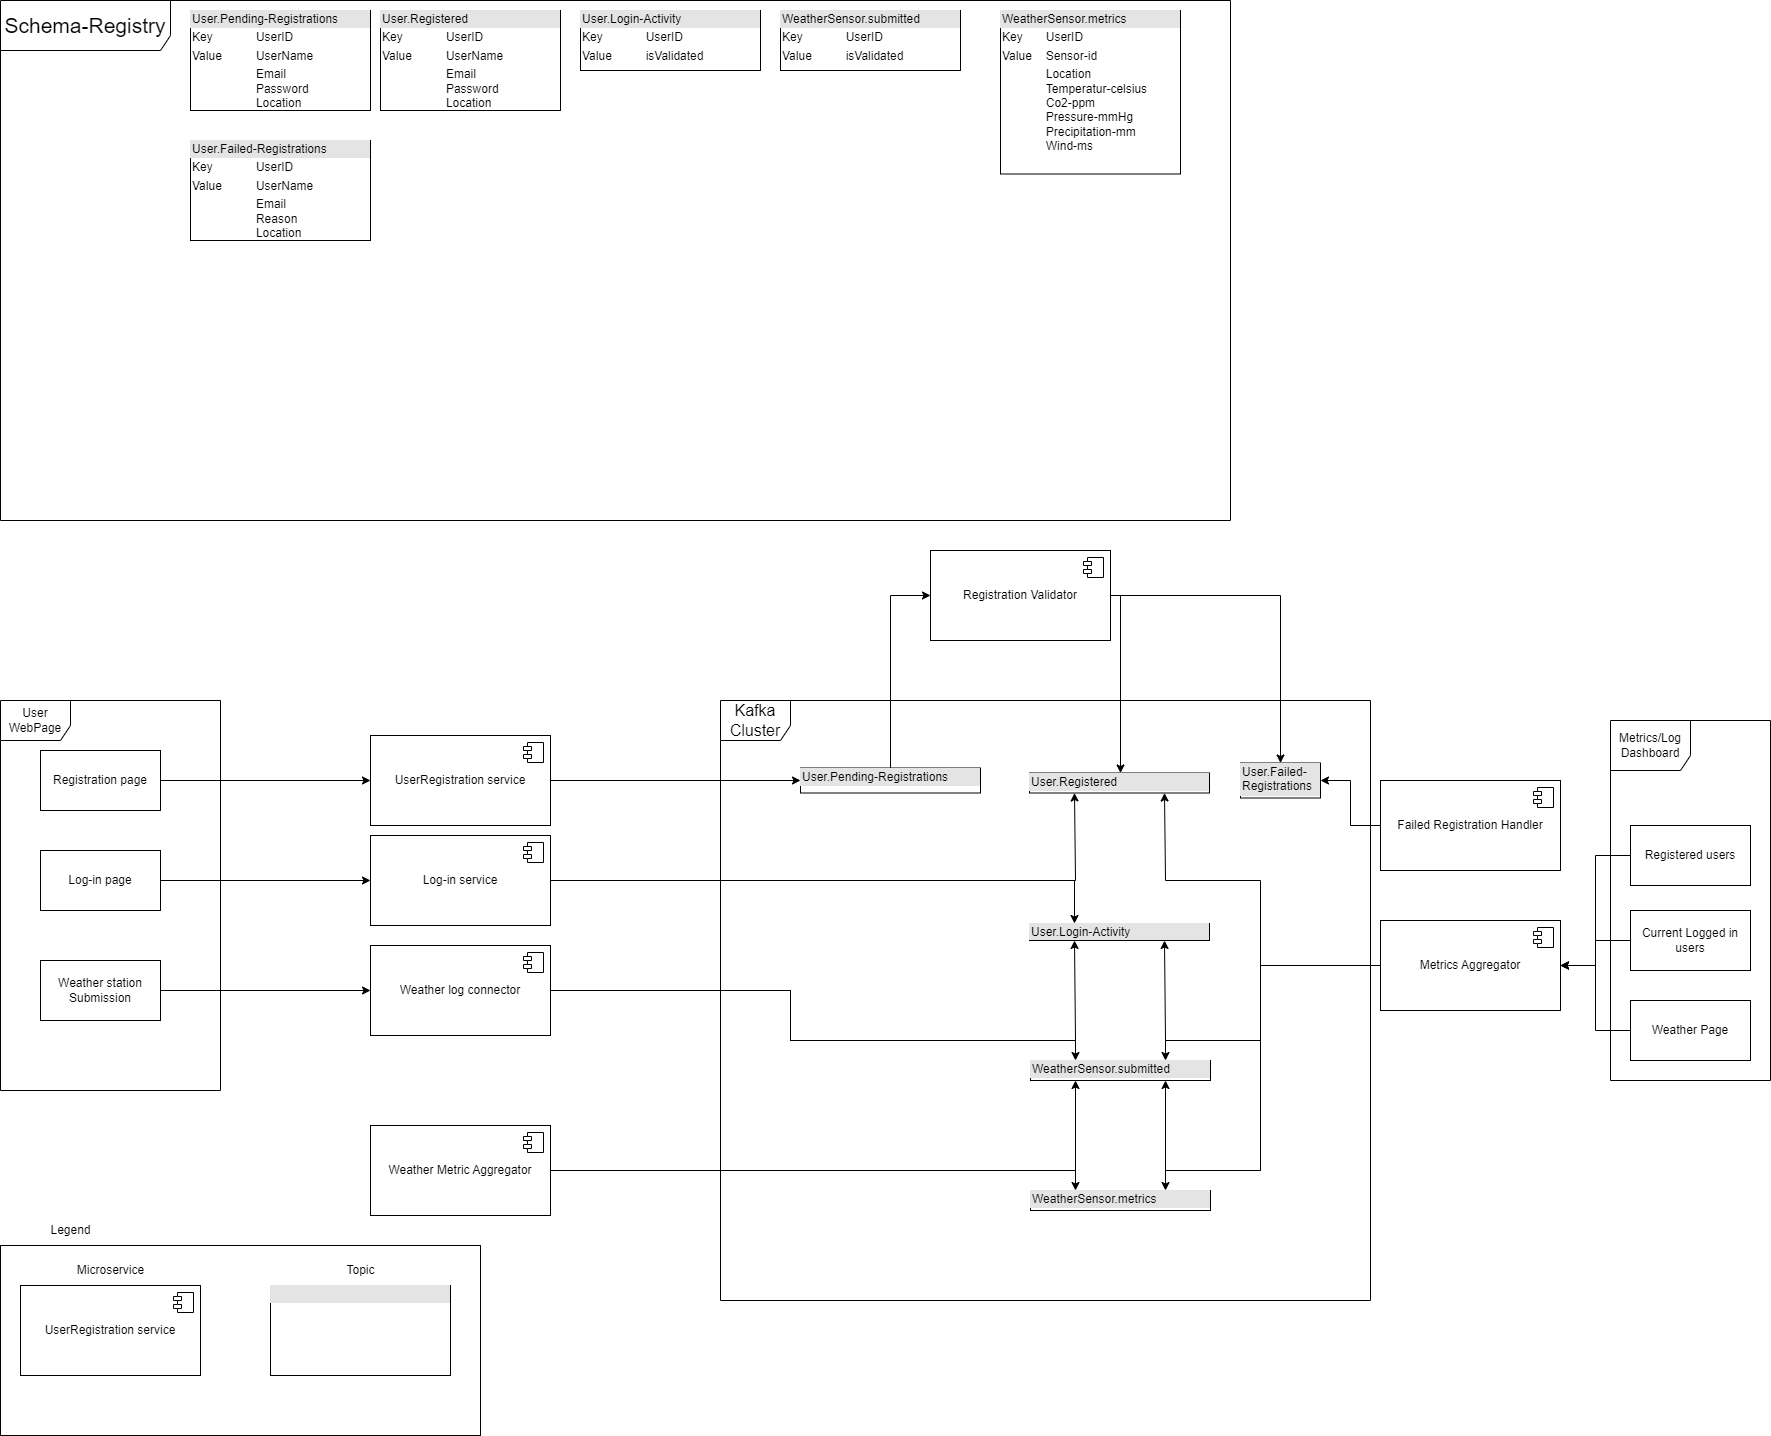 Schema-Registry
User.Pending-Registrations
Key UserID
Value UserName
Email
Password
Location
User.Registered
Key UserID
Value UserName
Email
Password
Location
User.Login-Activity
Key UserID
Value isValidated
WeatherSensor.submitted
Key UserID
Value isValidated
WeatherSensor.metrics
Key UserID
Value Sensor-id
Location
Temperatur-celsius
Co2-ppm
Pressure-mmHg
Precipitation-mm
Wind-ms
User.Failed-Registrations
Key UserID
Value UserName
Email
Reason
Location
Registration Validator
User
WebPage
Registration page
Log-in page
Weather station
Submission
UserRegistration service
Log-in service
Weather log connector
Weather Metric Aggregator
Kafka
Cluster
User.Pending-Registrations
User.Registered
User.Failed-
Registrations
User.Login-Activity
WeatherSensor.submitted
WeatherSensor.metrics
Failed Registration Handler
Metrics Aggregator
Metrics/Log
Dashboard
Registered users
Current Logged in
users
Weather Page
Legend
Microservice
UserRegistration service
Topic